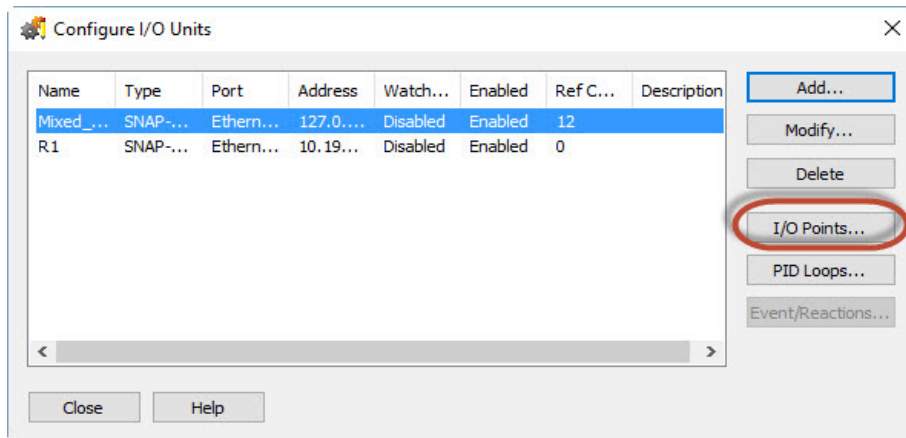 Configure I/O Units
Name Type Port Address Watch... Enabled Ref C... Description
Mixed_... SNAP-... Ethern... 127.0.... Disabled Enabled 12
R1 SNAP-... Ethern... 10.19... Disabled Enabled 0
Add...
Modify...
Delete
I/O Points...
PID Loops...
Event/Reactions...
Close Help